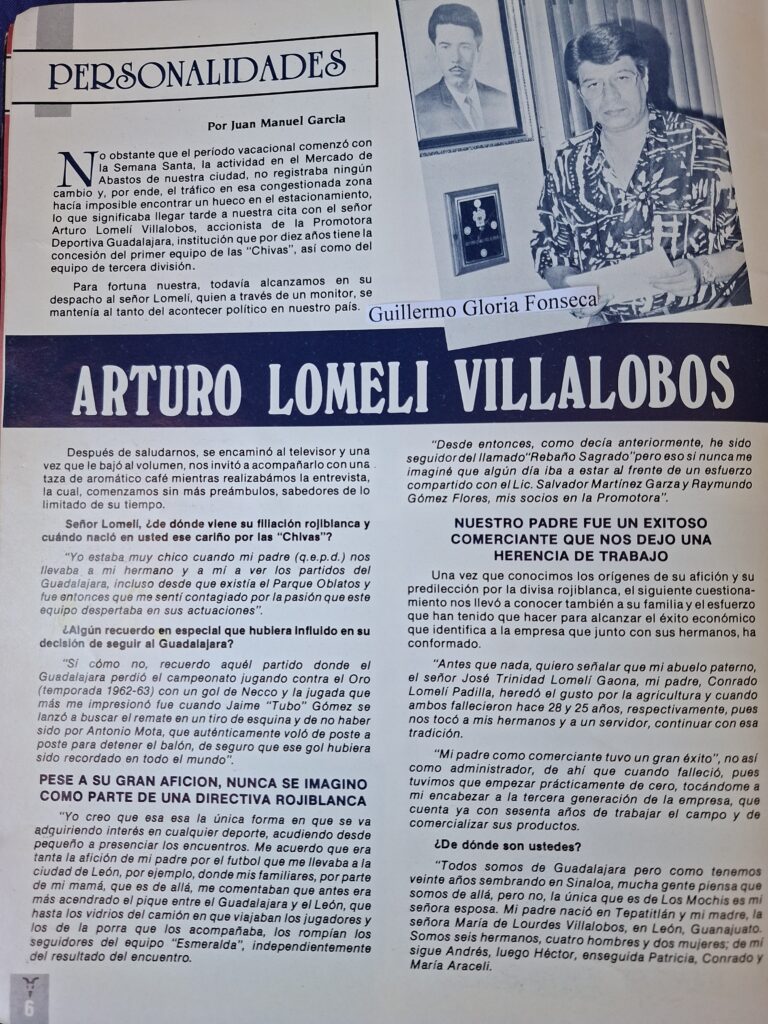 PERSONALIDADES
Por Juan Manuel Garcia
No obstante que el período vacacional comenzó con
la Semana Santa, la actividad en el Mercado de
Abastos de nuestra ciudad, no registraba ningún
cambio y, por ende, el tráfico en esa congestionada zona
hacía imposible encontrar un hueco en el estacionamiento,
lo que significaba llegar tarde a nuestra cita con el señor
Arturo Lomelí Villalobos, accionista de la Promotora
Deportiva Guadalajara, institución que por diez años tiene la
concesión del primer equipo de las "Chivas", así como del
equipo de tercera división.
Para fortuna nuestra, todavía alcanzamos en su
despacho al señor Lomelí, quien a través de un monitor, se
mantenía al tanto del acontecer político en nuestro país.
Guillermo Gloria Fonseca
ARTURO LOMELI VILLALOBOS
Después de saludarnos, se encaminó al televisor y una
vez que le bajó al volumen, nos invitó a acompañarlo con una
taza de aromático café mientras realizabámos la entrevista,
la cual, comenzamos sin más preámbulos, sabedores de lo
limitado de su tiempo.
Señor Lomelí, ¿de dónde viene su filiación rojiblanca y
cuándo nació en usted ese cariño por las "Chivas"?
"Yo estaba muy chico cuando mi padre (q.e.p.d.) nos
llevaba a mi hermano y a mí a ver los partidos del
Guadalajara, incluso desde que existía el Parque Oblatos y
fue entonces que me sentí contagiado por la pasión que este
equipo despertaba en sus actuaciones".
¿Algún recuerdo en especial que hubiera influido en su
decisión de seguir al Guadalajara?
"Sí cómo no, recuerdo aquél partido donde el
Guadalajara perdió el campeonato jugando contra el Oro
(temporada 1962-63) con un gol de Necco y la jugada que
más me impresionó fue cuando Jaime "Tubo" Gómez se
lanzó a buscar el remate en un tiro de esquina y de no haber
sido por Antonio Mota, que auténticamente voló de poste a
poste para detener el balón, de seguro que ese gol hubiera
sido recordado en todo el mundo".
PESE A SU GRAN AFICION, NUNCA SE IMAGINO
COMO PARTE DE UNA DIRECTIVA ROJIBLANCA
"Yo creo que esa esa la única forma en que se va
adquiriendo interés en cualquier deporte, acudiendo desde
pequeño a presenciar los encuentros. Me acuerdo que era
tanta la afición de mi padre por el futbol que me llevaba a la
ciudad de León, por ejemplo, donde mis familiares, por parte
de mi mamá, que es de allá, me comentaban que antes era
más acendrado el pique entre el Guadalajara y el León, que
hasta los vidrios del camión en que viajaban los jugadores y
los de la porra que los acompañaba, los rompían los
seguidores del equipo "Esmeralda", independientemente
del resultado del encuentro.
"Desde entonces, como decía anteriormente, he sido
seguidor del llamado"Rebaño Sagrado"pero eso sí nunca me
imaginé que algún día iba a estar al frente de un esfuerzo
compartido con el Lic. Salvador Martínez Garza y Raymundo
Gómez Flores, mis socios en la Promotora".
NUESTRO PADRE FUE UN EXITOSO
COMERCIANTE QUE NOS DEJO UNA
HERENCIA DE TRABAJO
Una vez que conocimos los orígenes de su afición y su
predilección por la divisa rojiblanca, el siguiente cuestiona-
miento nos llevó a conocer también a su familia y el esfuerzo
que han tenido que hacer para alcanzar el éxito económico
que identifica a la empresa que junto con sus hermanos, ha
conformado.
"Antes que nada, quiero señalar que mi abuelo paterno,
el señor José Trinidad Lomelí Gaona, mi padre, Conrado
Lomelí Padilla, heredó el gusto por la agricultura y cuando
ambos fallecieron hace 28 y 25 años, respectivamente, pues
nos tocó a mis hermanos y a un servidor, continuar con esa
tradición.
"Mi padre como comerciante tuvo un gran éxito", no así
como administrador, de ahí que cuando falleció, pues
tuvimos que empezar prácticamente de cero, tocándome a
mi encabezar a la tercera generación de la empresa, que
cuenta ya con sesenta años de trabajar el campo y de
comercializar sus productos.
¿De dónde son ustedes?
"Todos somos de Guadalajara pero como tenemos
veinte años sembrando en Sinaloa, mucha gente piensa que
somos de allá, pero no, la única que es de Los Mochis es mi
señora esposa. Mi padre nació en Tepatitlán y mi madre, la
señora María de Lourdes Villalobos, en León, Guanajuato.
Somos seis hermanos, cuatro hombres y dos mujeres; de mí
sigue Andrés, luego Héctor, enseguida Patricia, Conrado y
María Araceli.
6